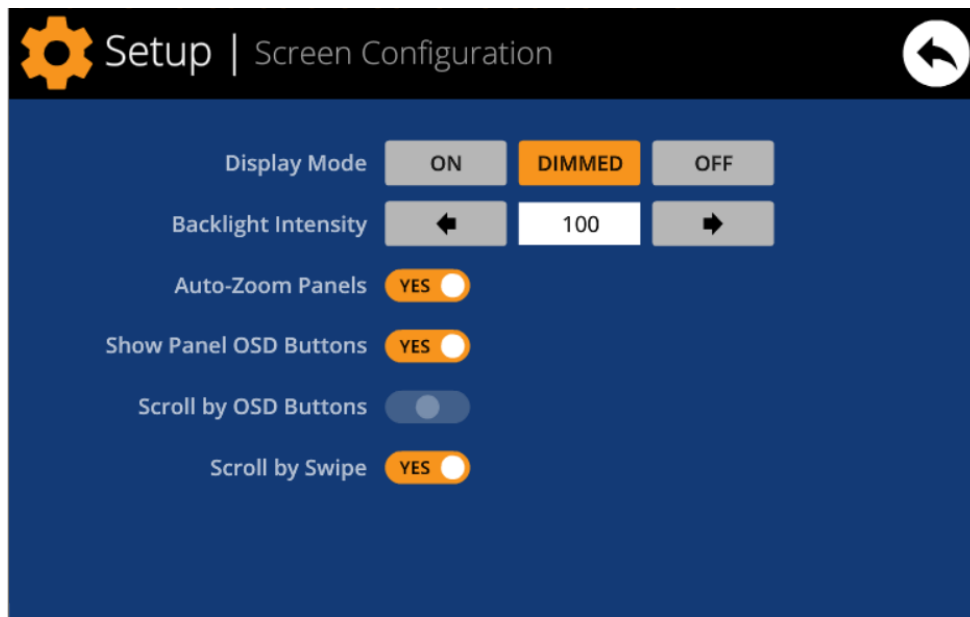 Setup | Screen Configuration
Display Mode ON DIMMED OFF
Backlight Intensity 100
Auto-Zoom Panels YES
Show Panel OSD Buttons YES
Scroll by OSD Buttons
Scroll by Swipe YES